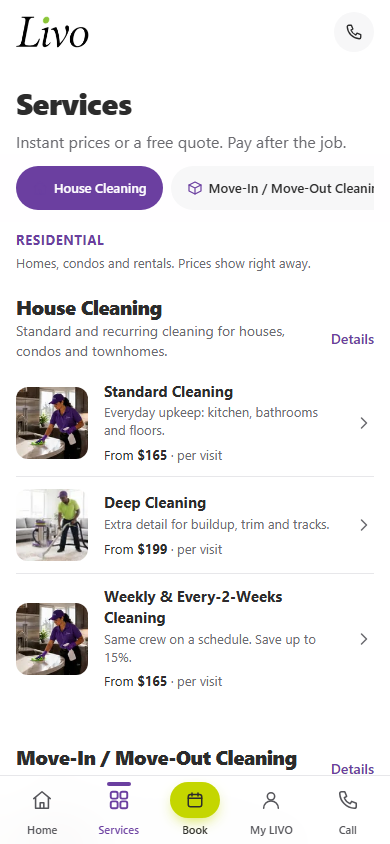 Livo
Services
Instant prices or a free quote. Pay after the job.
House Cleaning
Move-In / Move-Out Cleanin
RESIDENTIAL
Homes, condos and rentals. Prices show right away.
House Cleaning
Standard and recurring cleaning for houses,
condos and townhomes.
Details
Standard Cleaning
Everyday upkeep: kitchen, bathrooms
and floors.
From $165 · per visit
Deep Cleaning
Extra detail for buildup, trim and tracks.
From $199 · per visit
Weekly & Every-2-Weeks
Cleaning
Same crew on a schedule. Save up to
15%.
From $165 · per visit
Move-In / Move-Out Cleaning
Details
Home
Services
Book
My LIVO
Call